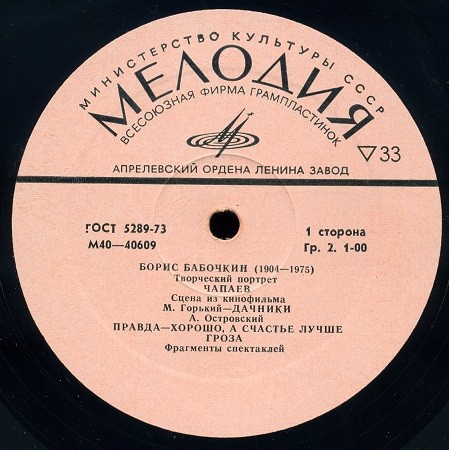 МИНИСТЕРСТВО КУЛЬТУРЫ СССР
МЕЛОДИЯ
ВСЕСОЮЗНАЯ ФИРМА ГРАМПЛАСТИНОК
АПРЕЛЕВСКИЙ ОРДЕНА ЛЕНИНА ЗАВОД
▽33
ГОСТ 5289-73
М40—40609
1 сторона
Гр. 2. 1-00
БОРИС БАБОЧКИН (1904—1975)
Творческий портрет
ЧАПАЕВ
Сцена из кинофильма
М. Горький—ДАЧНИКИ
А. Островский
ПРАВДА—ХОРОШО, А СЧАСТЬЕ ЛУЧШЕ
ГРОЗА
Фрагменты спектаклей